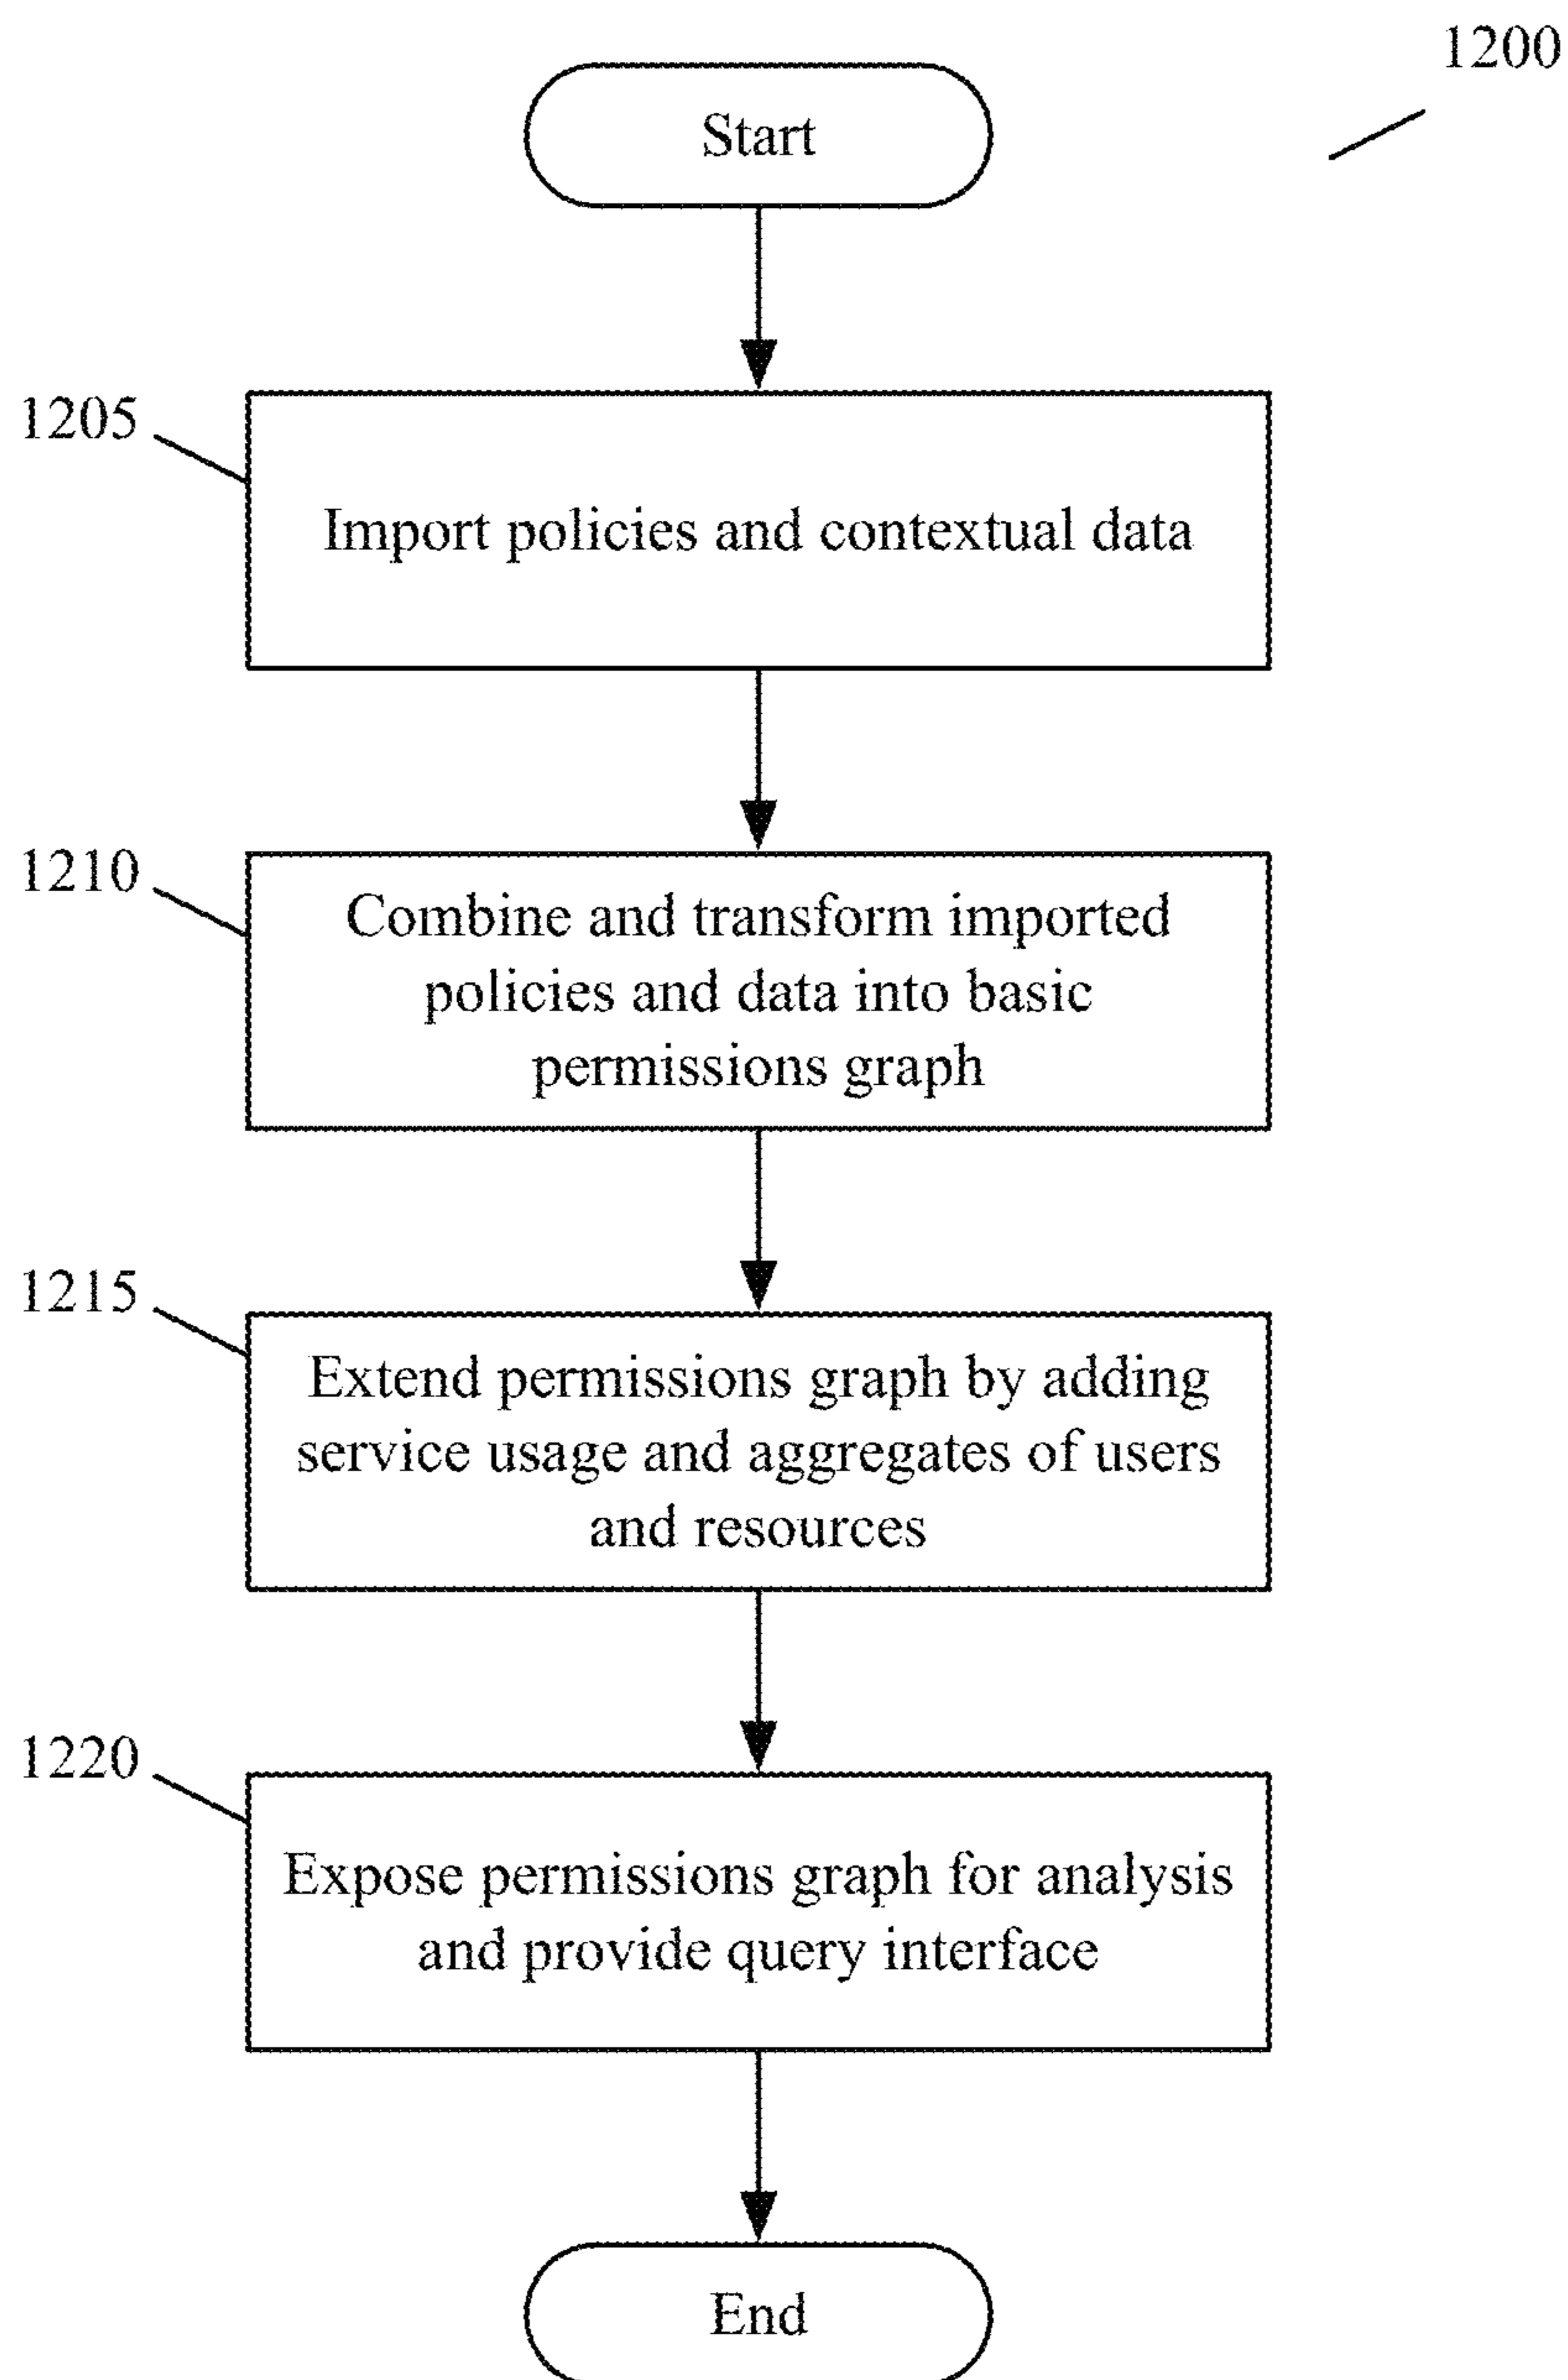 1200
Start
1205
Import policies and contextual data
1210
Combine and transform imported
policies and data into basic
permissions graph
1215
Extend permissions graph by adding
service usage and aggregates of users
and resources
1220
Expose permissions graph for analysis
and provide query interface
End